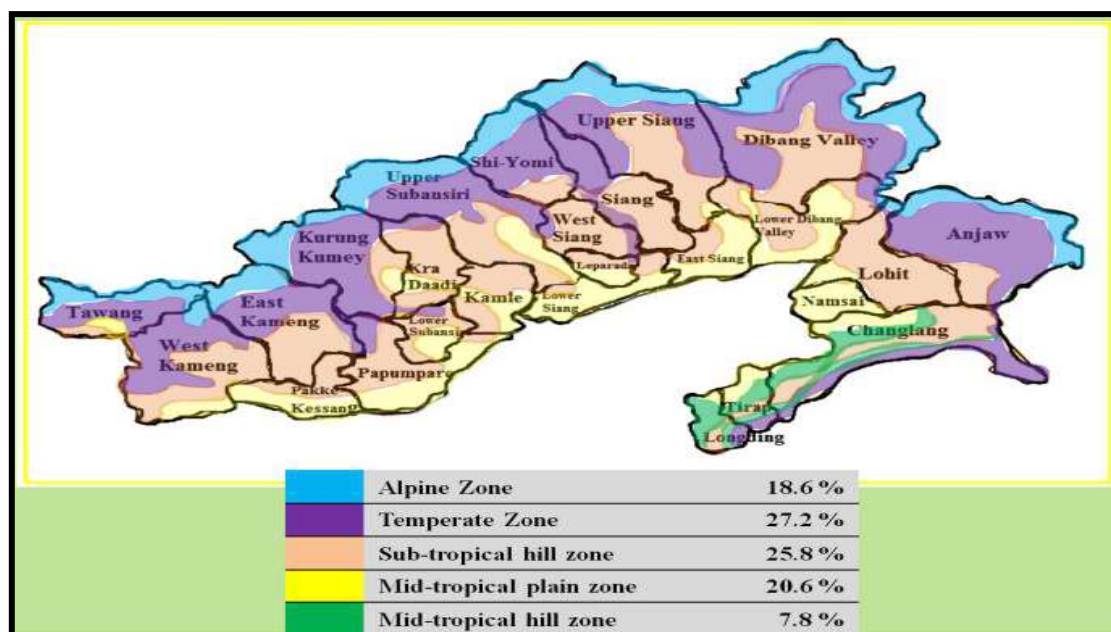 Upper Siang
Dibang Valley
Shi-Yomi
Upper
Subansiri
Siang
West
Siang
Lower Dibang
Valley
Anjaw
Kurung
Kumey
Kra
Daadi
Leparada
East Siang
Lohit
Kamle
Lower
Siang
Namsai
Tawang
East
Kameng
Lower
Subansi
Changlang
West
Kameng
Papumpare
Pakke
Kessang
Tirap
Longding
Alpine Zone 18.6 %
Temperate Zone 27.2 %
Sub-tropical hill zone 25.8 %
Mid-tropical plain zone 20.6 %
Mid-tropical hill zone 7.8 %